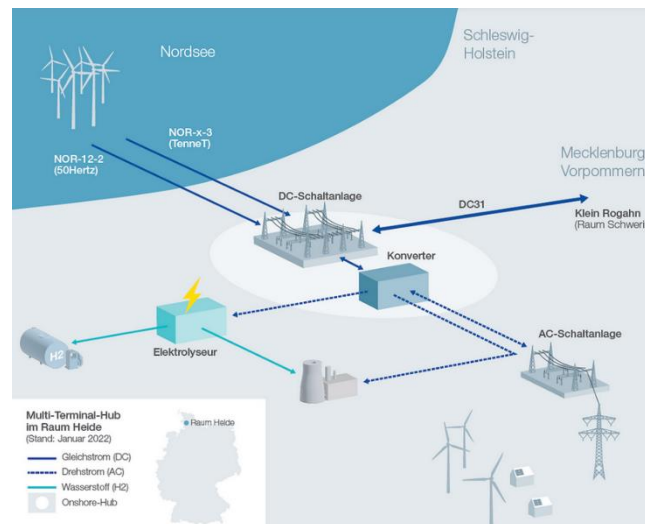 Nordsee
Schleswig-
Holstein
NOR-x-3
(TenneT)
NOR-12-2
(50Hertz)
Mecklenburg
Vorpommern
DC-Schaltanlage
DC31
Klein Rogahn
(Raum Schweri
Konverter
AC-Schaltanlage
Elektrolyseur
H2
Multi-Terminal-Hub
im Raum Heide
(Stand: Januar 2022)
Raum Heide
Gleichstrom (DC)
Drehstrom (AC)
Wasserstoff (H2)
Onshore-Hub